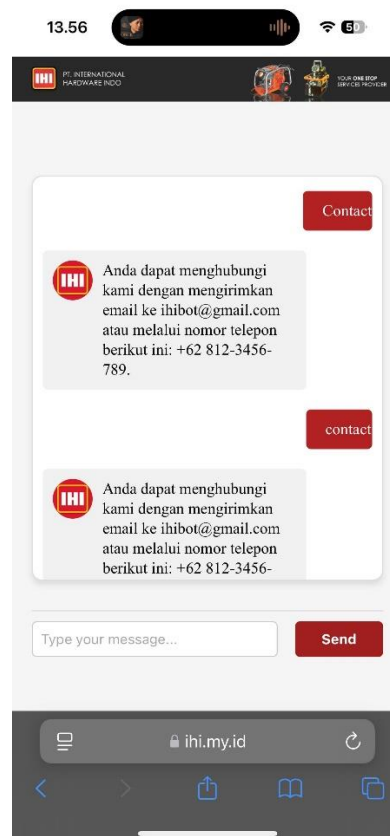 13.56
50
IHI
PT. INTERNATIONAL
HARDWARE INDO
YOUR ONE STOP
SERVICES PROVIDER
Contact
IHI
Anda dapat menghubungi
kami dengan mengirimkan
email ke ihibot@gmail.com
atau melalui nomor telepon
berikut ini: +62 812-3456-
789.
contact
IHI
Anda dapat menghubungi
kami dengan mengirimkan
email ke ihibot@gmail.com
atau melalui nomor telepon
berikut ini: +62 812-3456-
Type your message...
Send
ihi.my.id